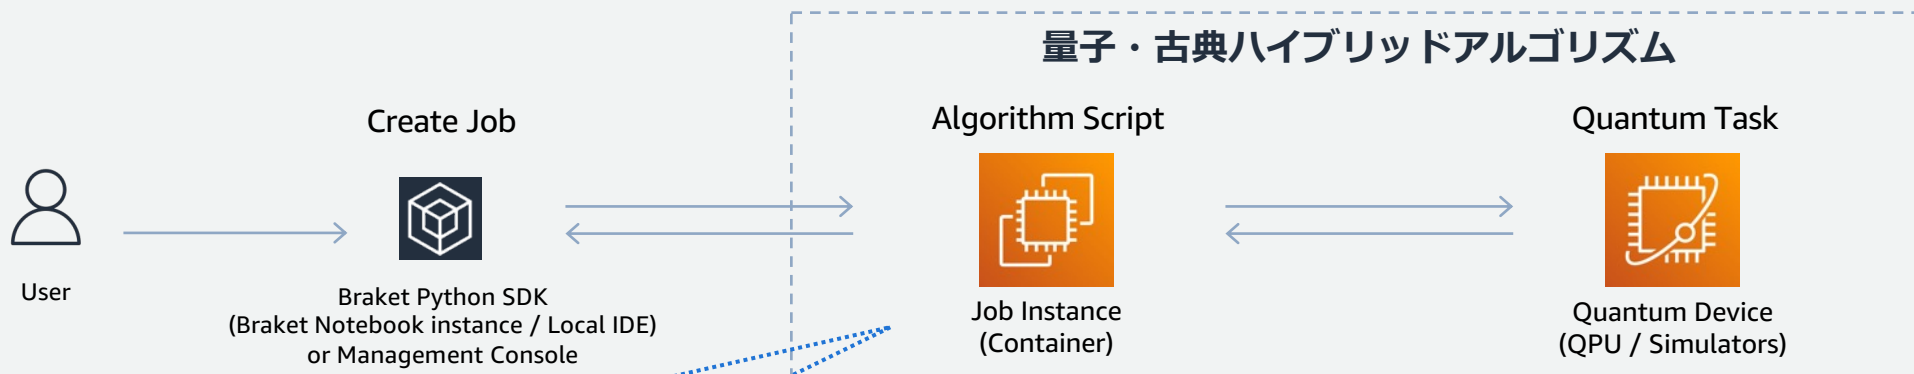 量子・古典ハイブリッドアルゴリズム
Create Job
Algorithm Script
Quantum Task
User
Braket Python SDK
(Braket Notebook instance / Local IDE)
or Management Console
Job Instance
(Container)
Quantum Device
(QPU / Simulators)